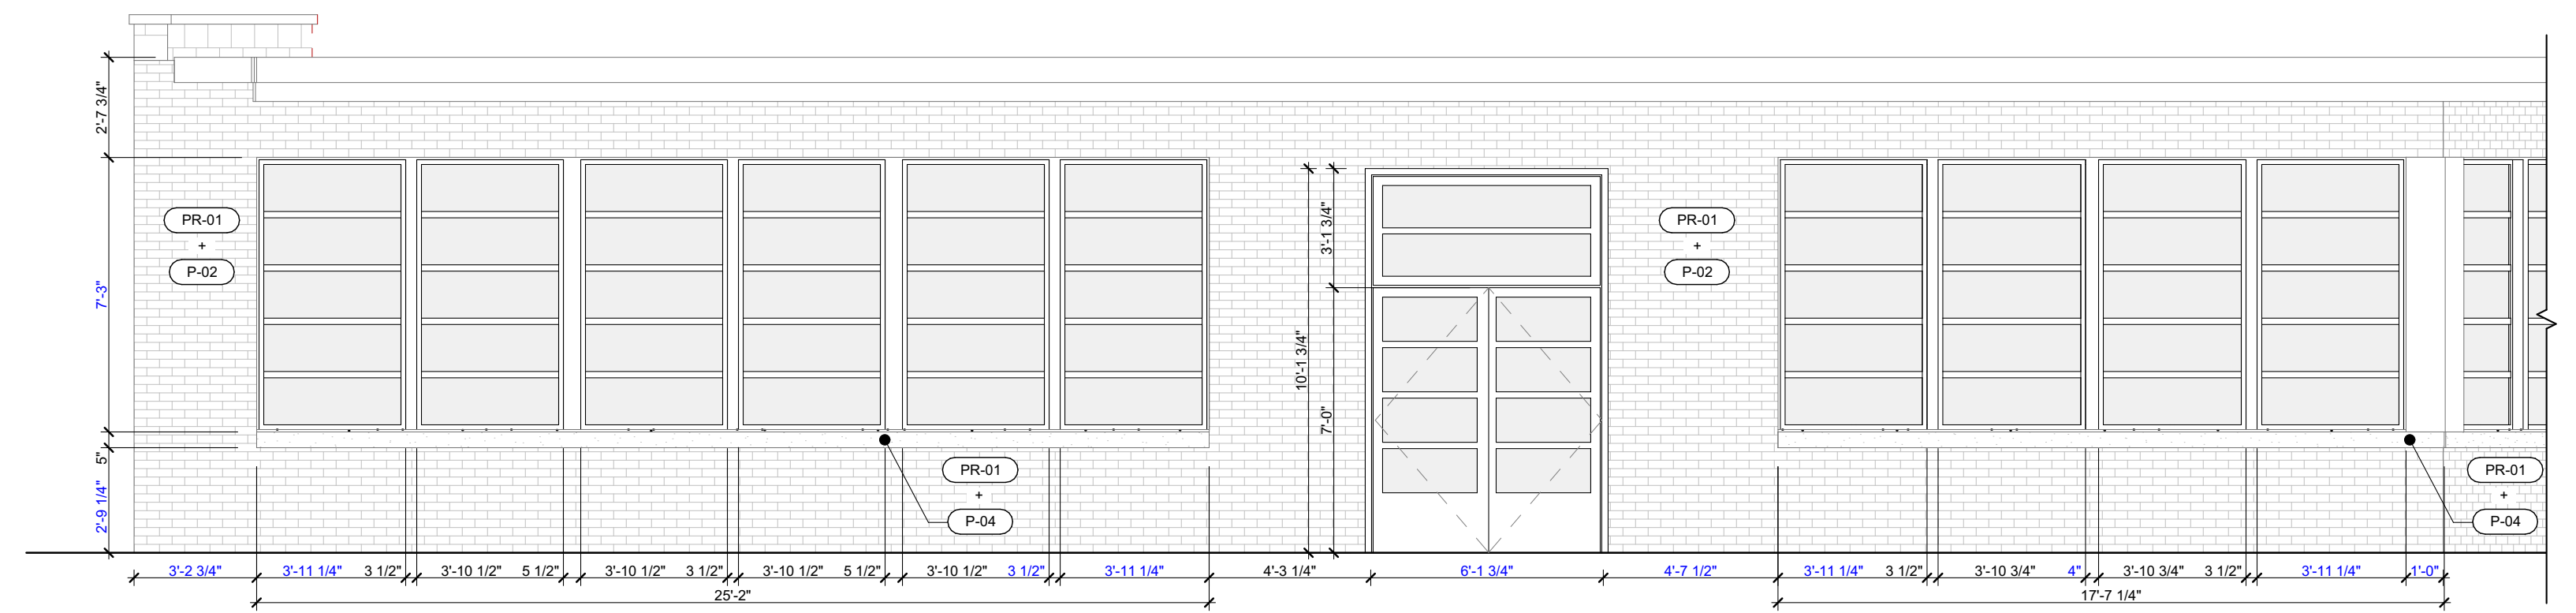 2'-7 3/4"
7'-3"
5"
2'-9 1/4"
PR-01
+
P-02
PR-01
+
P-04
10'-1 3/4"
3'-1 3/4"
7'-0"
PR-01
+
P-02
PR-01
+
P-04
3'-2 3/4" 3'-11 1/4" 3 1/2" 3'-10 1/2" 5 1/2" 3'-10 1/2" 3 1/2" 3'-10 1/2" 5 1/2" 3'-10 1/2" 3 1/2" 3'-11 1/4" 4'-3 1/4" 6'-1 3/4" 4'-7 1/2" 3'-11 1/4" 3 1/2" 3'-10 3/4" 4" 3'-10 3/4" 3 1/2" 3'-11 1/4" 1'-0"
25'-2" 17'-7 1/4"